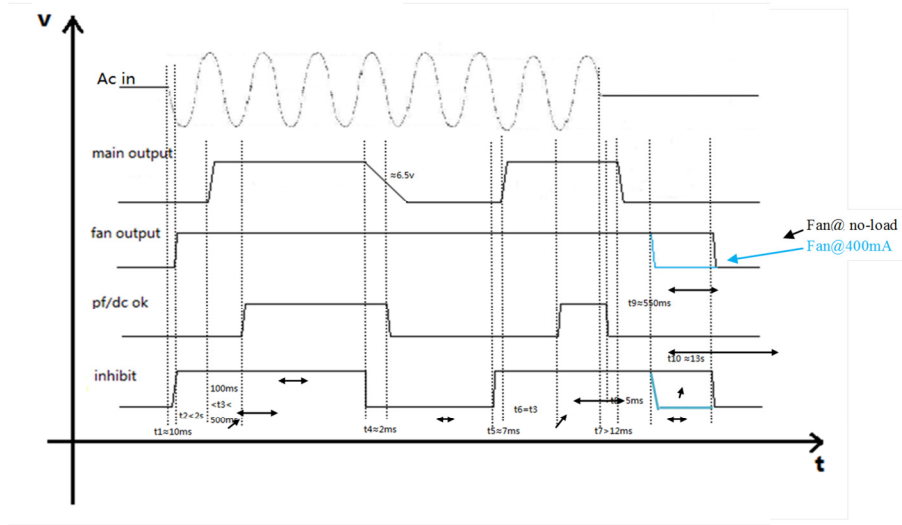 v
Ac in
main output
≈6.5v
fan output
Fan@ no-load
Fan@400mA
pf/dc ok
t9≈550ms
t10 ≈13s
inhibit
100ms
<t3<
500ms
t2<2s
t6=t3
5ms
t1≈10ms
t4≈2ms
t5≈7ms
t7>12ms
t